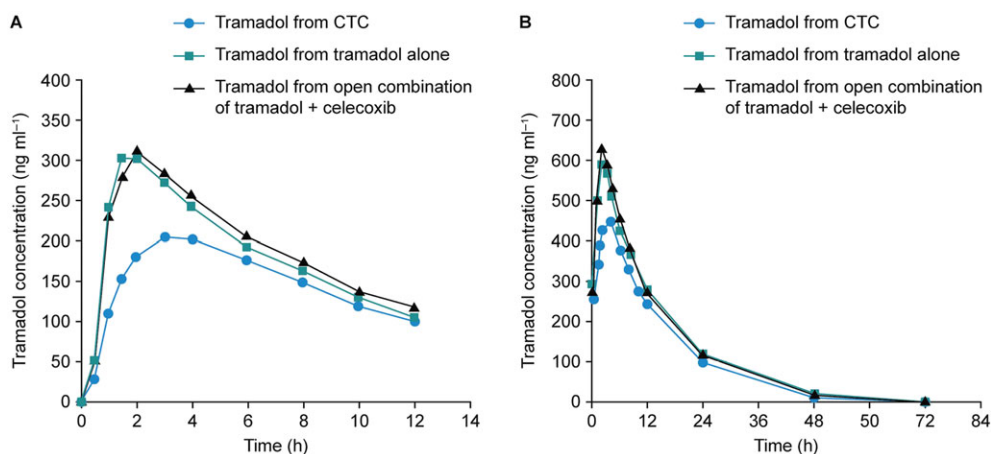 A
Tramadol from CTC
Tramadol from tramadol alone
Tramadol from open combination
of tramadol + celecoxib
Tramadol concentration (ng ml⁻¹)
400
350
300
250
200
150
100
50
0
0 2 4 6 8 10 12 14
Time (h)
B
Tramadol from CTC
Tramadol from tramadol alone
Tramadol from open combination
of tramadol + celecoxib
Tramadol concentration (ng ml⁻¹)
800
700
600
500
400
300
200
100
0
0 12 24 36 48 60 72 84
Time (h)